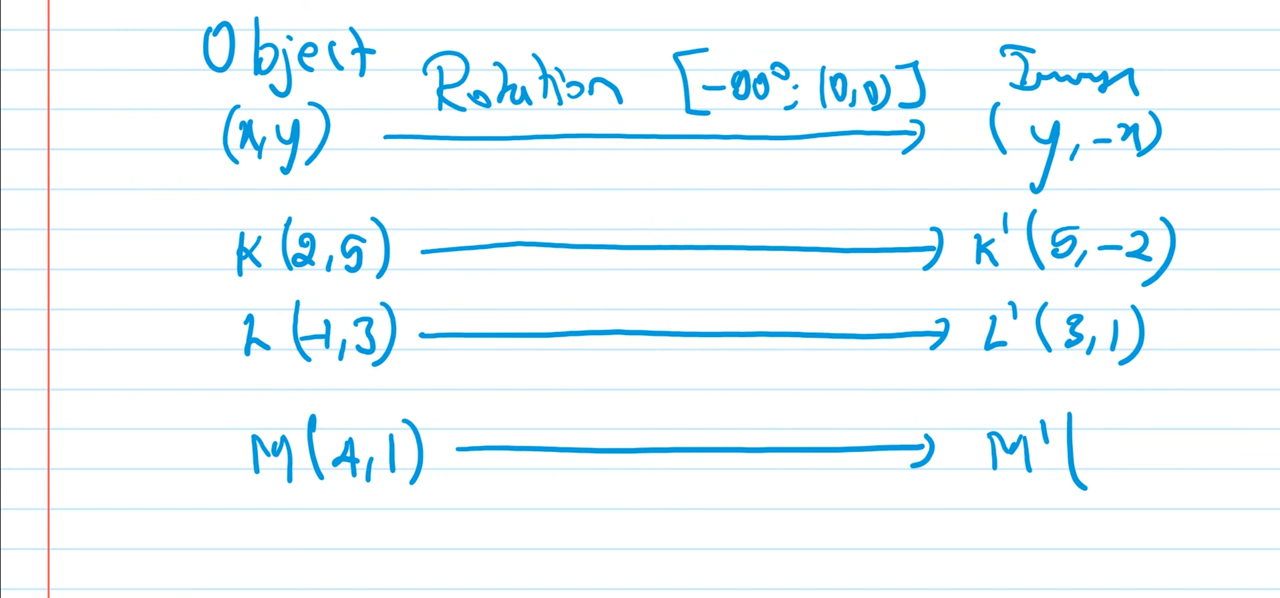 Object Rotation [-90°; (0,0)] Image
(x,y) (y,-x)
K(2,5) K'(5,-2)
L(-1,3) L'(3,1)
M(4,1) M'(